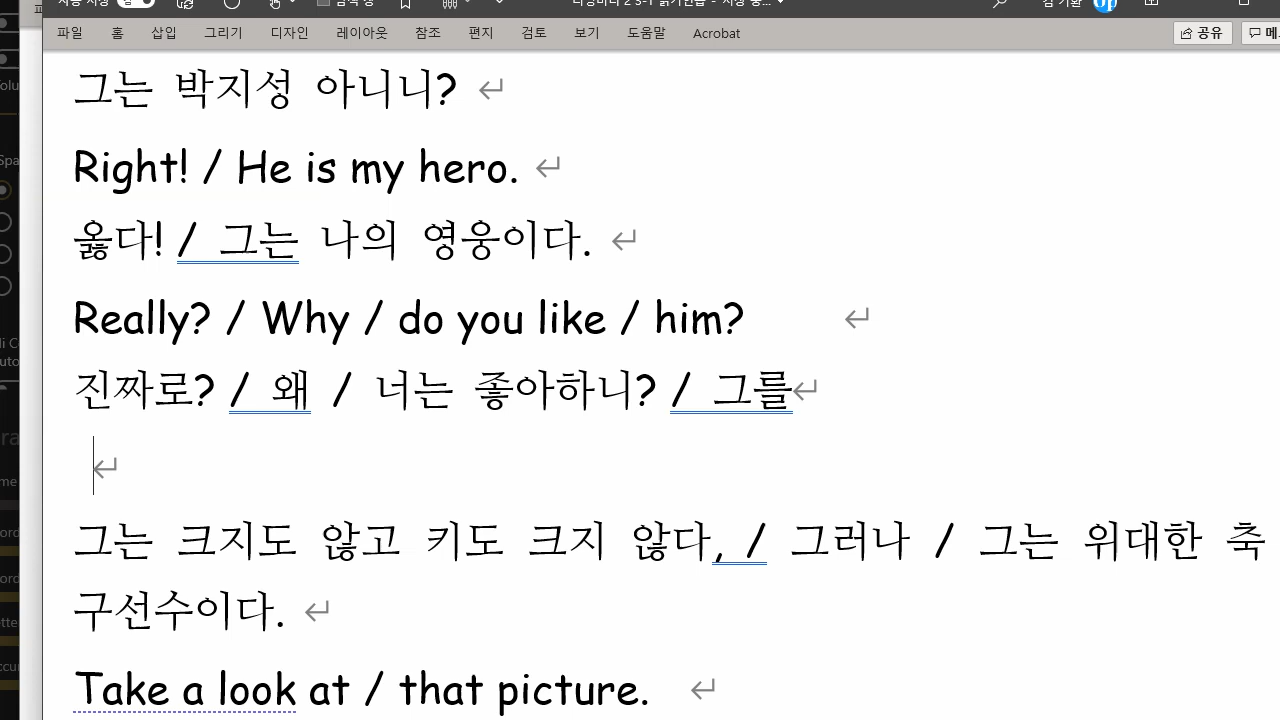 파일 홈 삽입 그리기 디자인 레이아웃 참조 편지 검토 보기 도움말 Acrobat 공유
그는 박지성 아니니?
Right! / He is my hero.
옳다! / 그는 나의 영웅이다.
Really? / Why / do you like / him?
진짜로? / 왜 / 너는 좋아하니? / 그를
그는 크지도 않고 키도 크지 않다, / 그러나 / 그는 위대한 축
구선수이다.
Take a look at / that picture.